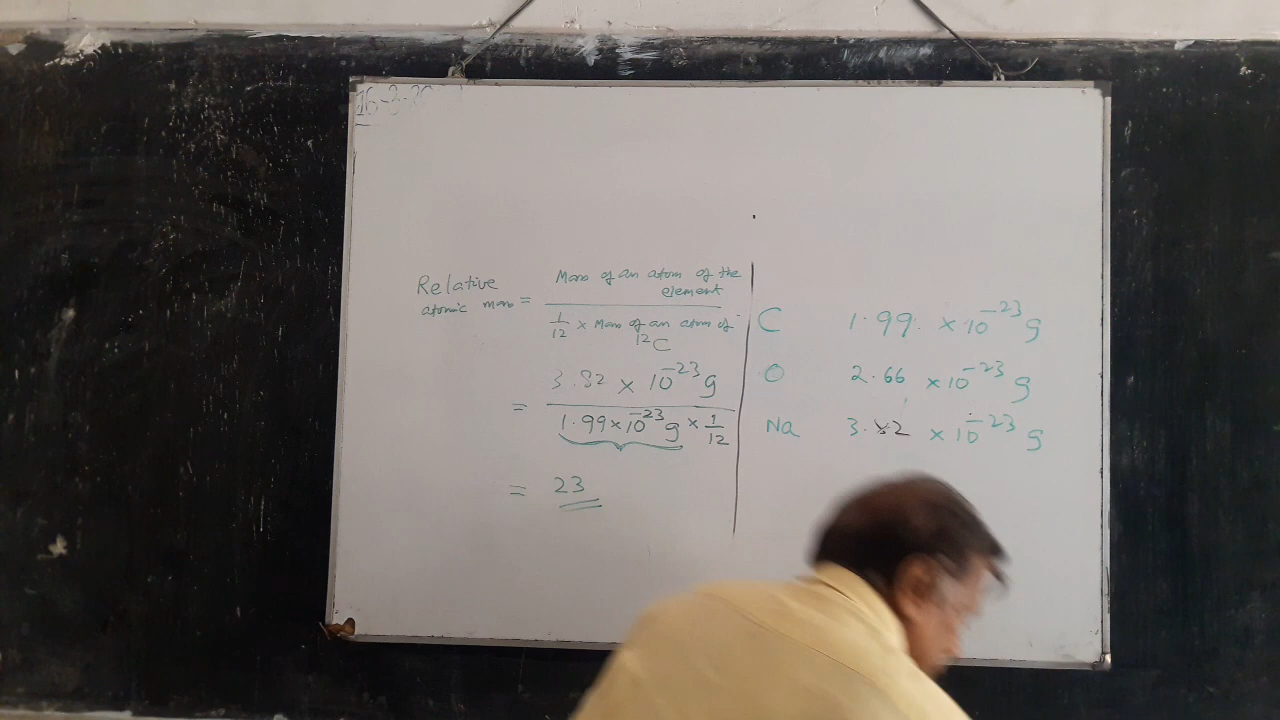 Relative
atomic mass =
Mass of an atom of the
element
1/12 × Mass of an atom of
¹²C
= 3.82 × 10⁻²³ g
1.99 × 10⁻²³ g × 1/12
= 23
C 1.99 × 10⁻²³ g
O 2.66 × 10⁻²³ g
Na 3.82 × 10⁻²³ g